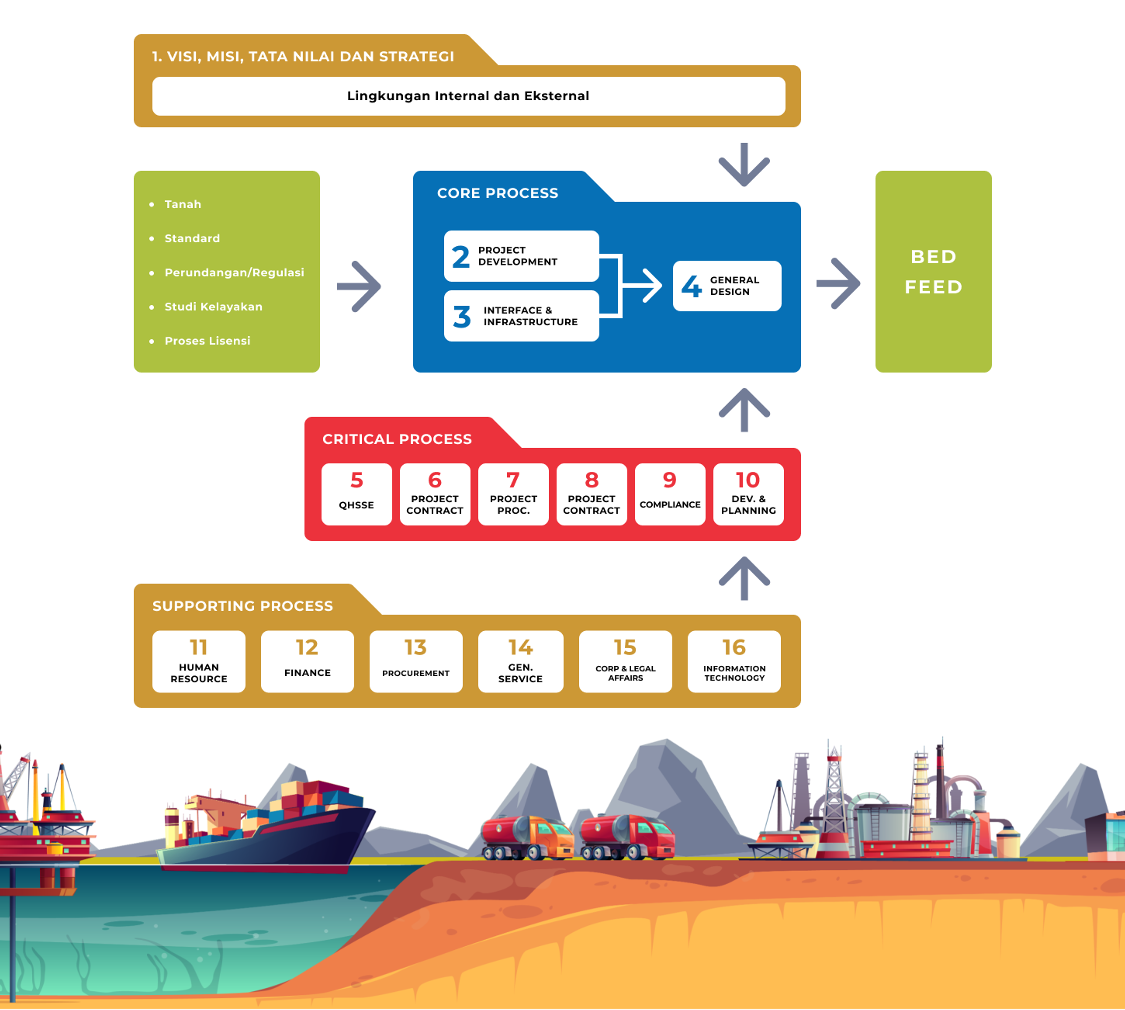 1. VISI, MISI, TATA NILAI DAN STRATEGI
Lingkungan Internal dan Eksternal
• Tanah
• Standard
• Perundangan/Regulasi
• Studi Kelayakan
• Proses Lisensi
CORE PROCESS
2 PROJECT
DEVELOPMENT
3 INTERFACE &
INFRASTRUCTURE
4 GENERAL
DESIGN
BED
FEED
CRITICAL PROCESS
5
QHSSE
6
PROJECT
CONTRACT
7
PROJECT
PROC.
8
PROJECT
CONTRACT
9
COMPLIANCE
10
DEV. &
PLANNING
SUPPORTING PROCESS
11
HUMAN
RESOURCE
12
FINANCE
13
PROCUREMENT
14
GEN.
SERVICE
15
CORP & LEGAL
AFFAIRS
16
INFORMATION
TECHNOLOGY